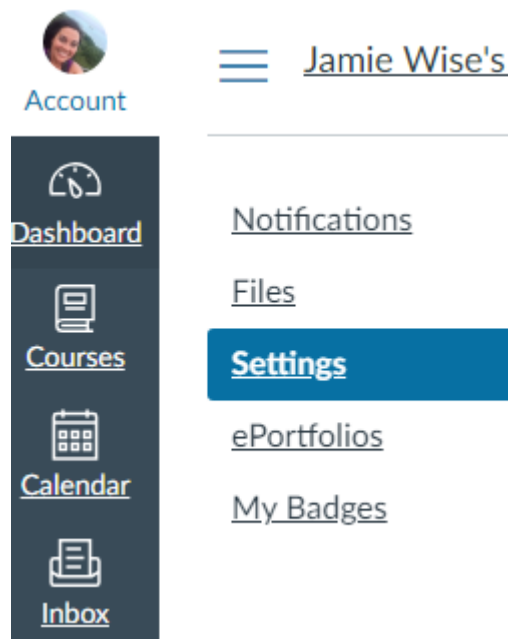 Account
Dashboard
Courses
Calendar
Inbox
Jamie Wise's
Notifications
Files
Settings
ePortfolios
My Badges